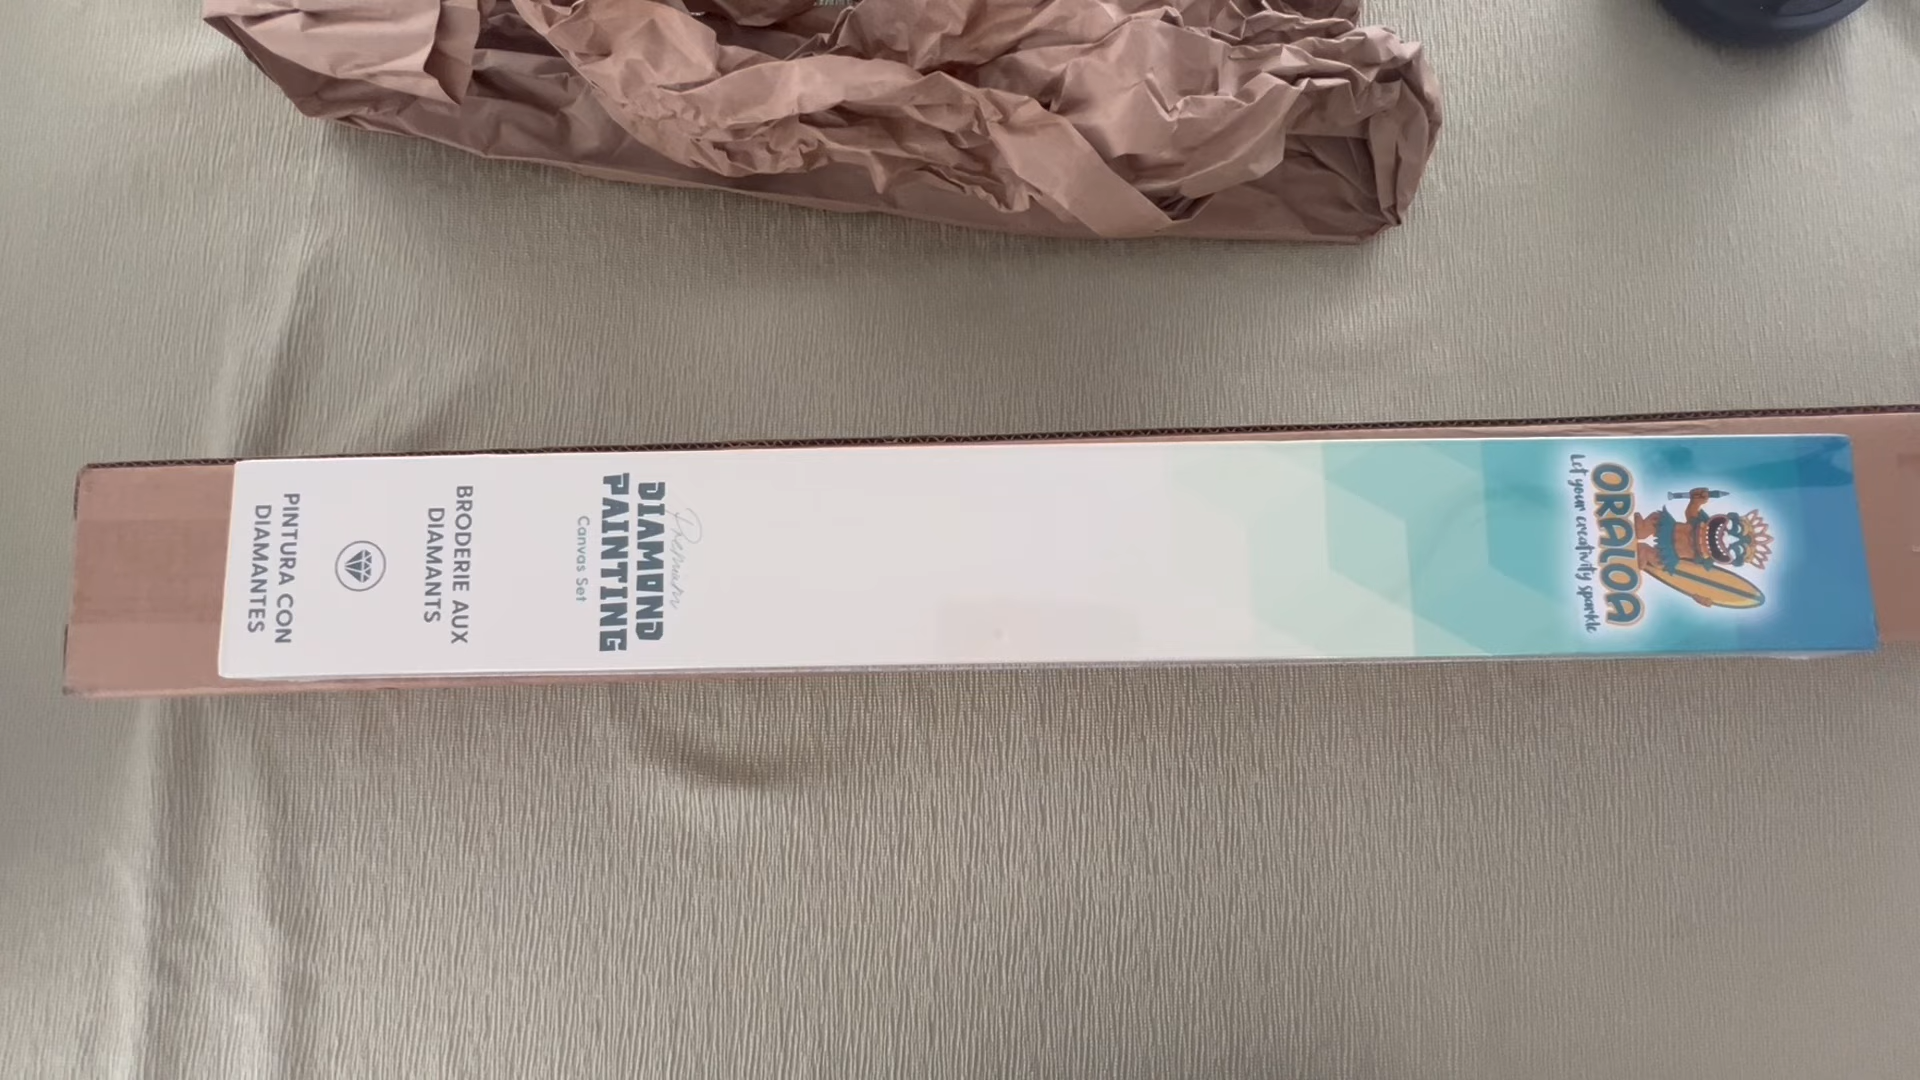 ORALOA
Let your creativity sparkle
Premium
DIAMOND
PAINTING
Canvas Set
BRODERIE AUX
DIAMANTS
PINTURA CON
DIAMANTES